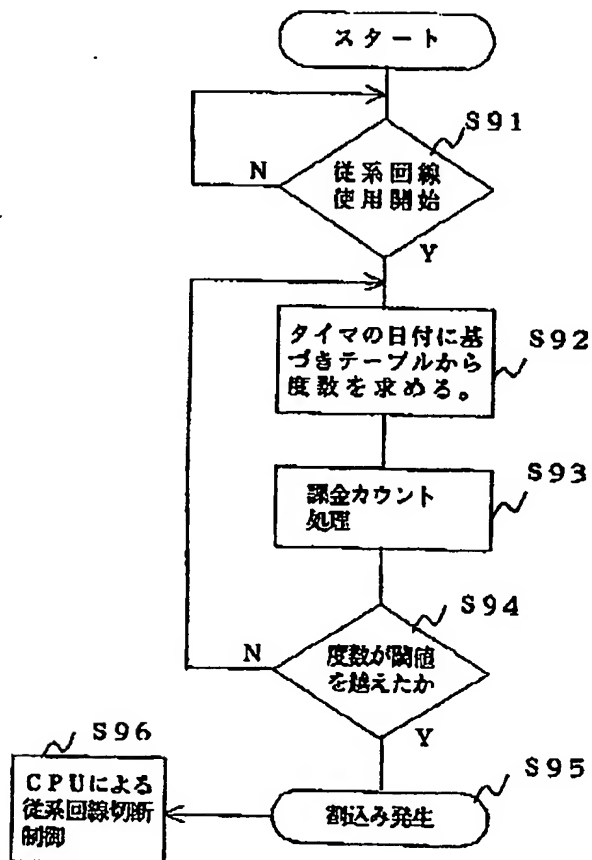 スタート
S91
従系回線
使用開始
N
Y
タイマの日付に基
づきテーブルから
度数を求める。
S92
課金カウント
処理
S93
S94
度数が閾値
を越えたか
N
Y
S95
割込み発生
S96
CPUによる
従系回線切断
制御